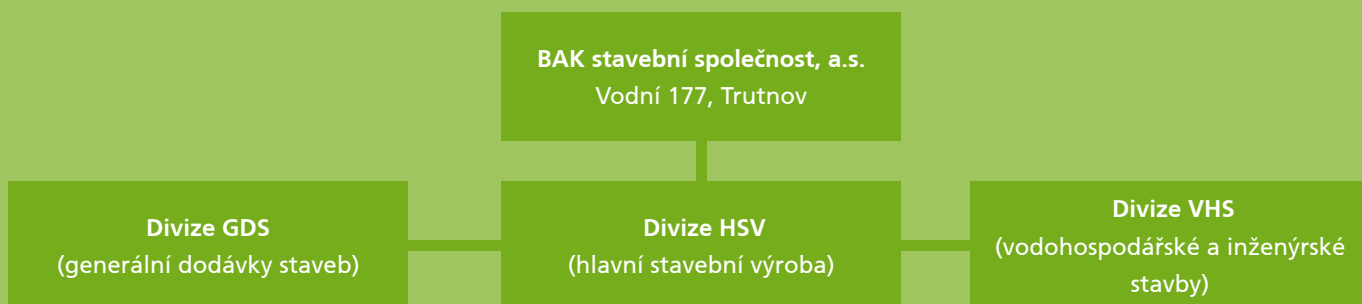 BAK stavební společnost, a.s.
Vodní 177, Trutnov
Divize GDS
(generální dodávky staveb)
Divize HSV
(hlavní stavební výroba)
Divize VHS
(vodohospodářské a inženýrské
stavby)